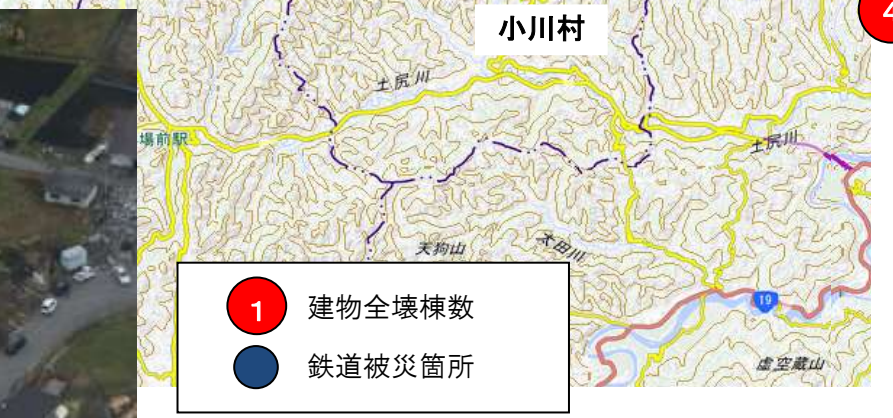 小川村
土尻川
場前駅
土尻川
天狗山
太田川
19
虚空蔵山
1 建物全壊棟数
鉄道被災箇所